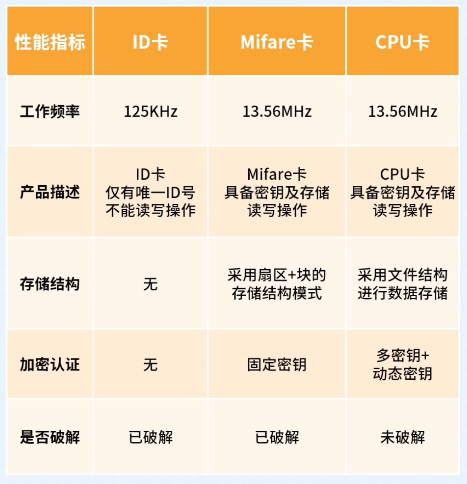 性能指标 ID卡 Mifare卡 CPU卡
工作频率 125KHz 13.56MHz 13.56MHz
产品描述
ID卡
仅有唯一ID号
不能读写操作
Mifare卡
具备密钥及存储
读写操作
CPU卡
具备密钥及存储
读写操作
存储结构
无
采用扇区+块的
存储结构模式
采用文件结构
进行数据存储
加密认证
无
固定密钥
多密钥+
动态密钥
是否破解 已破解 已破解 未破解